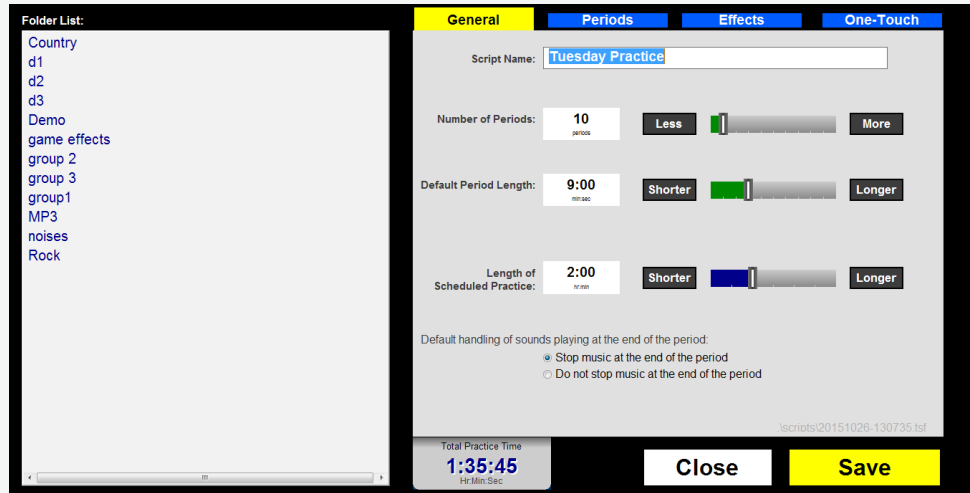 Folder List:
Country
d1
d2
d3
Demo
game effects
group 2
group 3
group1
MP3
noises
Rock
General Periods Effects One-Touch
Script Name: Tuesday Practice
Number of Periods: 10 Less More
periods
Default Period Length: 9:00 Shorter Longer
min:sec
Length of 2:00 Shorter Longer
Scheduled Practice: hr:min
Default handling of sounds playing at the end of the period:
Stop music at the end of the period
Do not stop music at the end of the period
.\scripts\20151026-130735.tsf
Total Practice Time
1:35:45
Hr:Min:Sec
Close Save